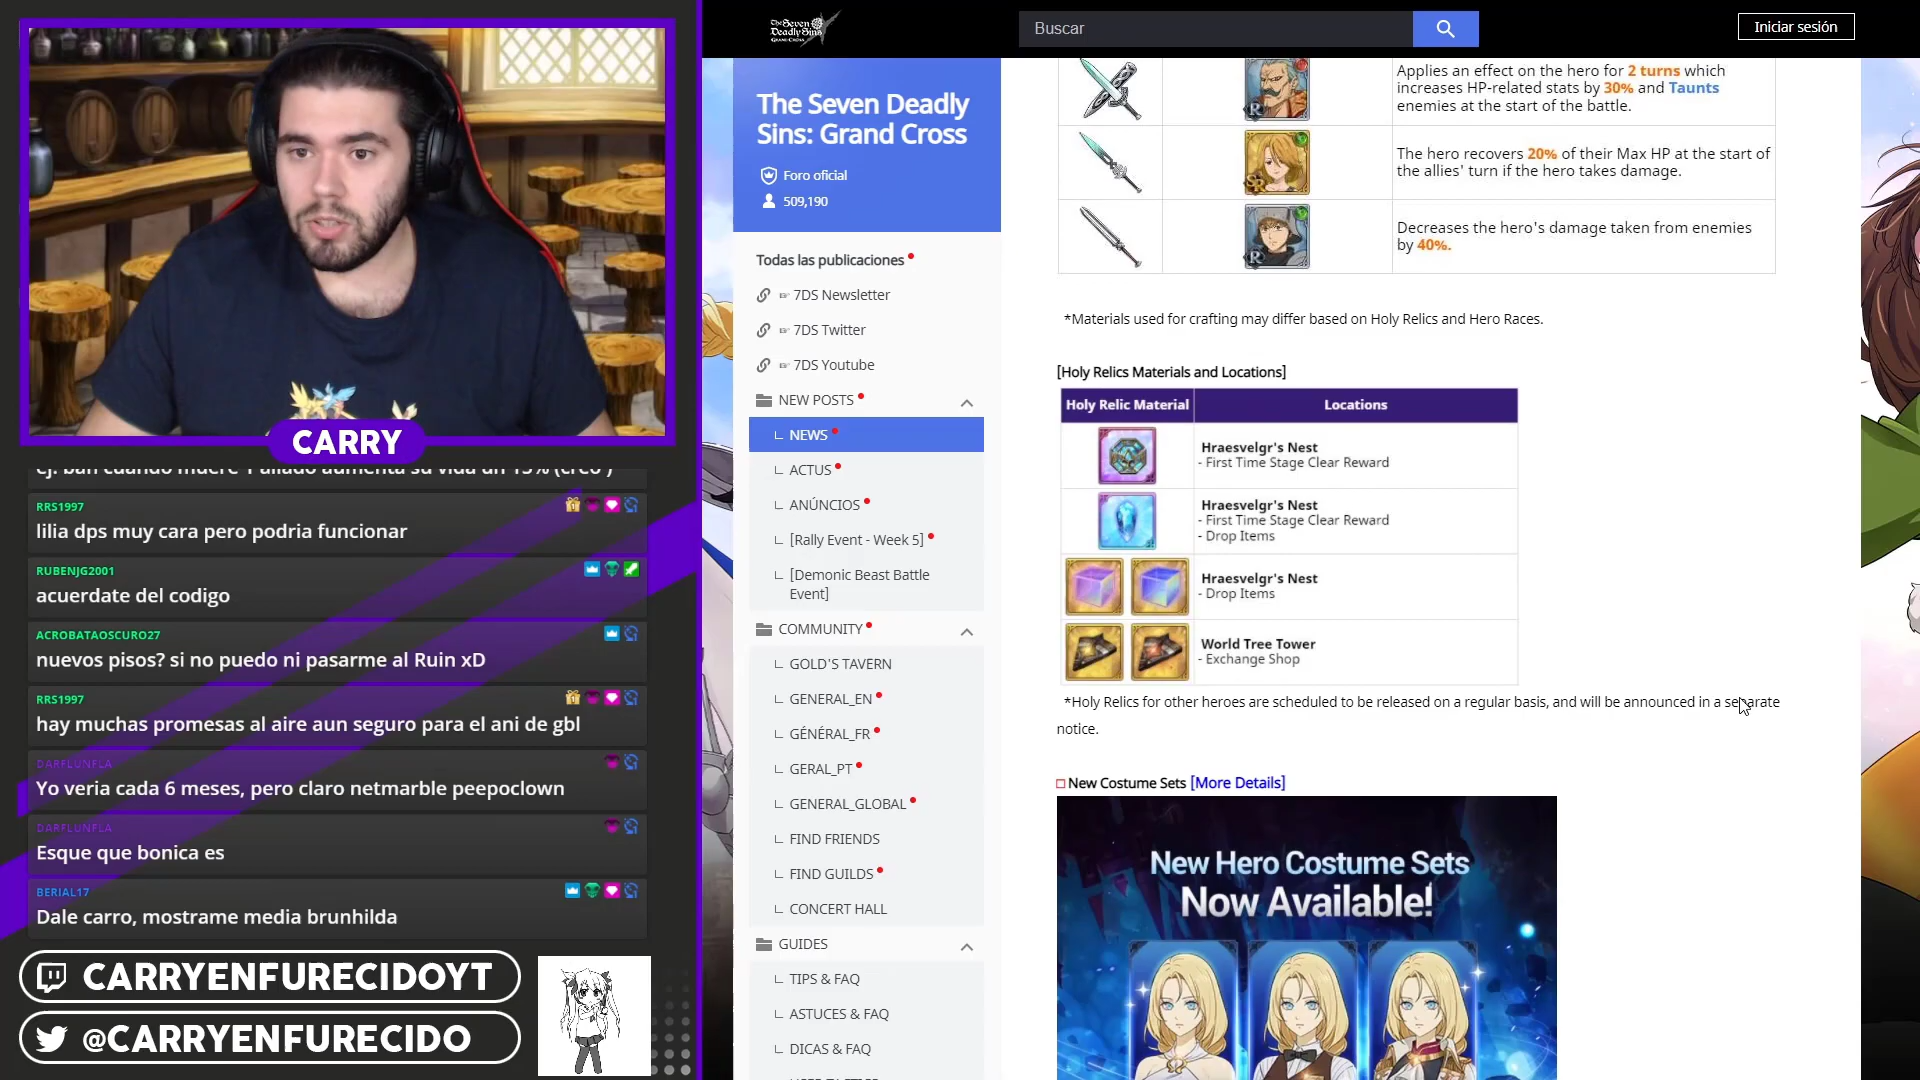 CARRY
RRS1997
lilia dps muy cara pero podria funcionar
RUBENJG2001
acuerdate del codigo
ACROBATAOSCURO27
nuevos pisos? si no puedo ni pasarme al Ruin xD
RRS1997
hay muchas promesas al aire aun seguro para el ani de gbl
DARFLUNFLA
Yo veria cada 6 meses, pero claro netmarble peepoclown
DARFLUNFLA
Esque que bonica es
BERIAL17
Dale carro, mostrame media brunhilda
CARRYENFURECIDOYT
@CARRYENFURECIDO
The Seven
Deadly Sins
GRAND CROSS
Buscar
Iniciar sesión
The Seven Deadly
Sins: Grand Cross
Foro oficial
509,190
Todas las publicaciones
7DS Newsletter
7DS Twitter
7DS Youtube
NEW POSTS
NEWS
ACTUS
ANÚNCIOS
[Rally Event - Week 5]
[Demonic Beast Battle
Event]
COMMUNITY
GOLD'S TAVERN
GENERAL_EN
GÉNÉRAL_FR
GERAL_PT
GENERAL_GLOBAL
FIND FRIENDS
FIND GUILDS
CONCERT HALL
GUIDES
TIPS & FAQ
ASTUCES & FAQ
DICAS & FAQ
R
Applies an effect on the hero for 2 turns which
increases HP-related stats by 30% and Taunts
enemies at the start of the battle.
SR
The hero recovers 20% of their Max HP at the start of
the allies' turn if the hero takes damage.
R
Decreases the hero's damage taken from enemies
by 40%.
*Materials used for crafting may differ based on Holy Relics and Hero Races.
[Holy Relics Materials and Locations]
Holy Relic Material Locations
Hraesvelgr's Nest
- First Time Stage Clear Reward
Hraesvelgr's Nest
- First Time Stage Clear Reward
- Drop Items
Hraesvelgr's Nest
- Drop Items
World Tree Tower
- Exchange Shop
*Holy Relics for other heroes are scheduled to be released on a regular basis, and will be announced in a separate
notice.
New Costume Sets [More Details]
New Hero Costume Sets
Now Available!